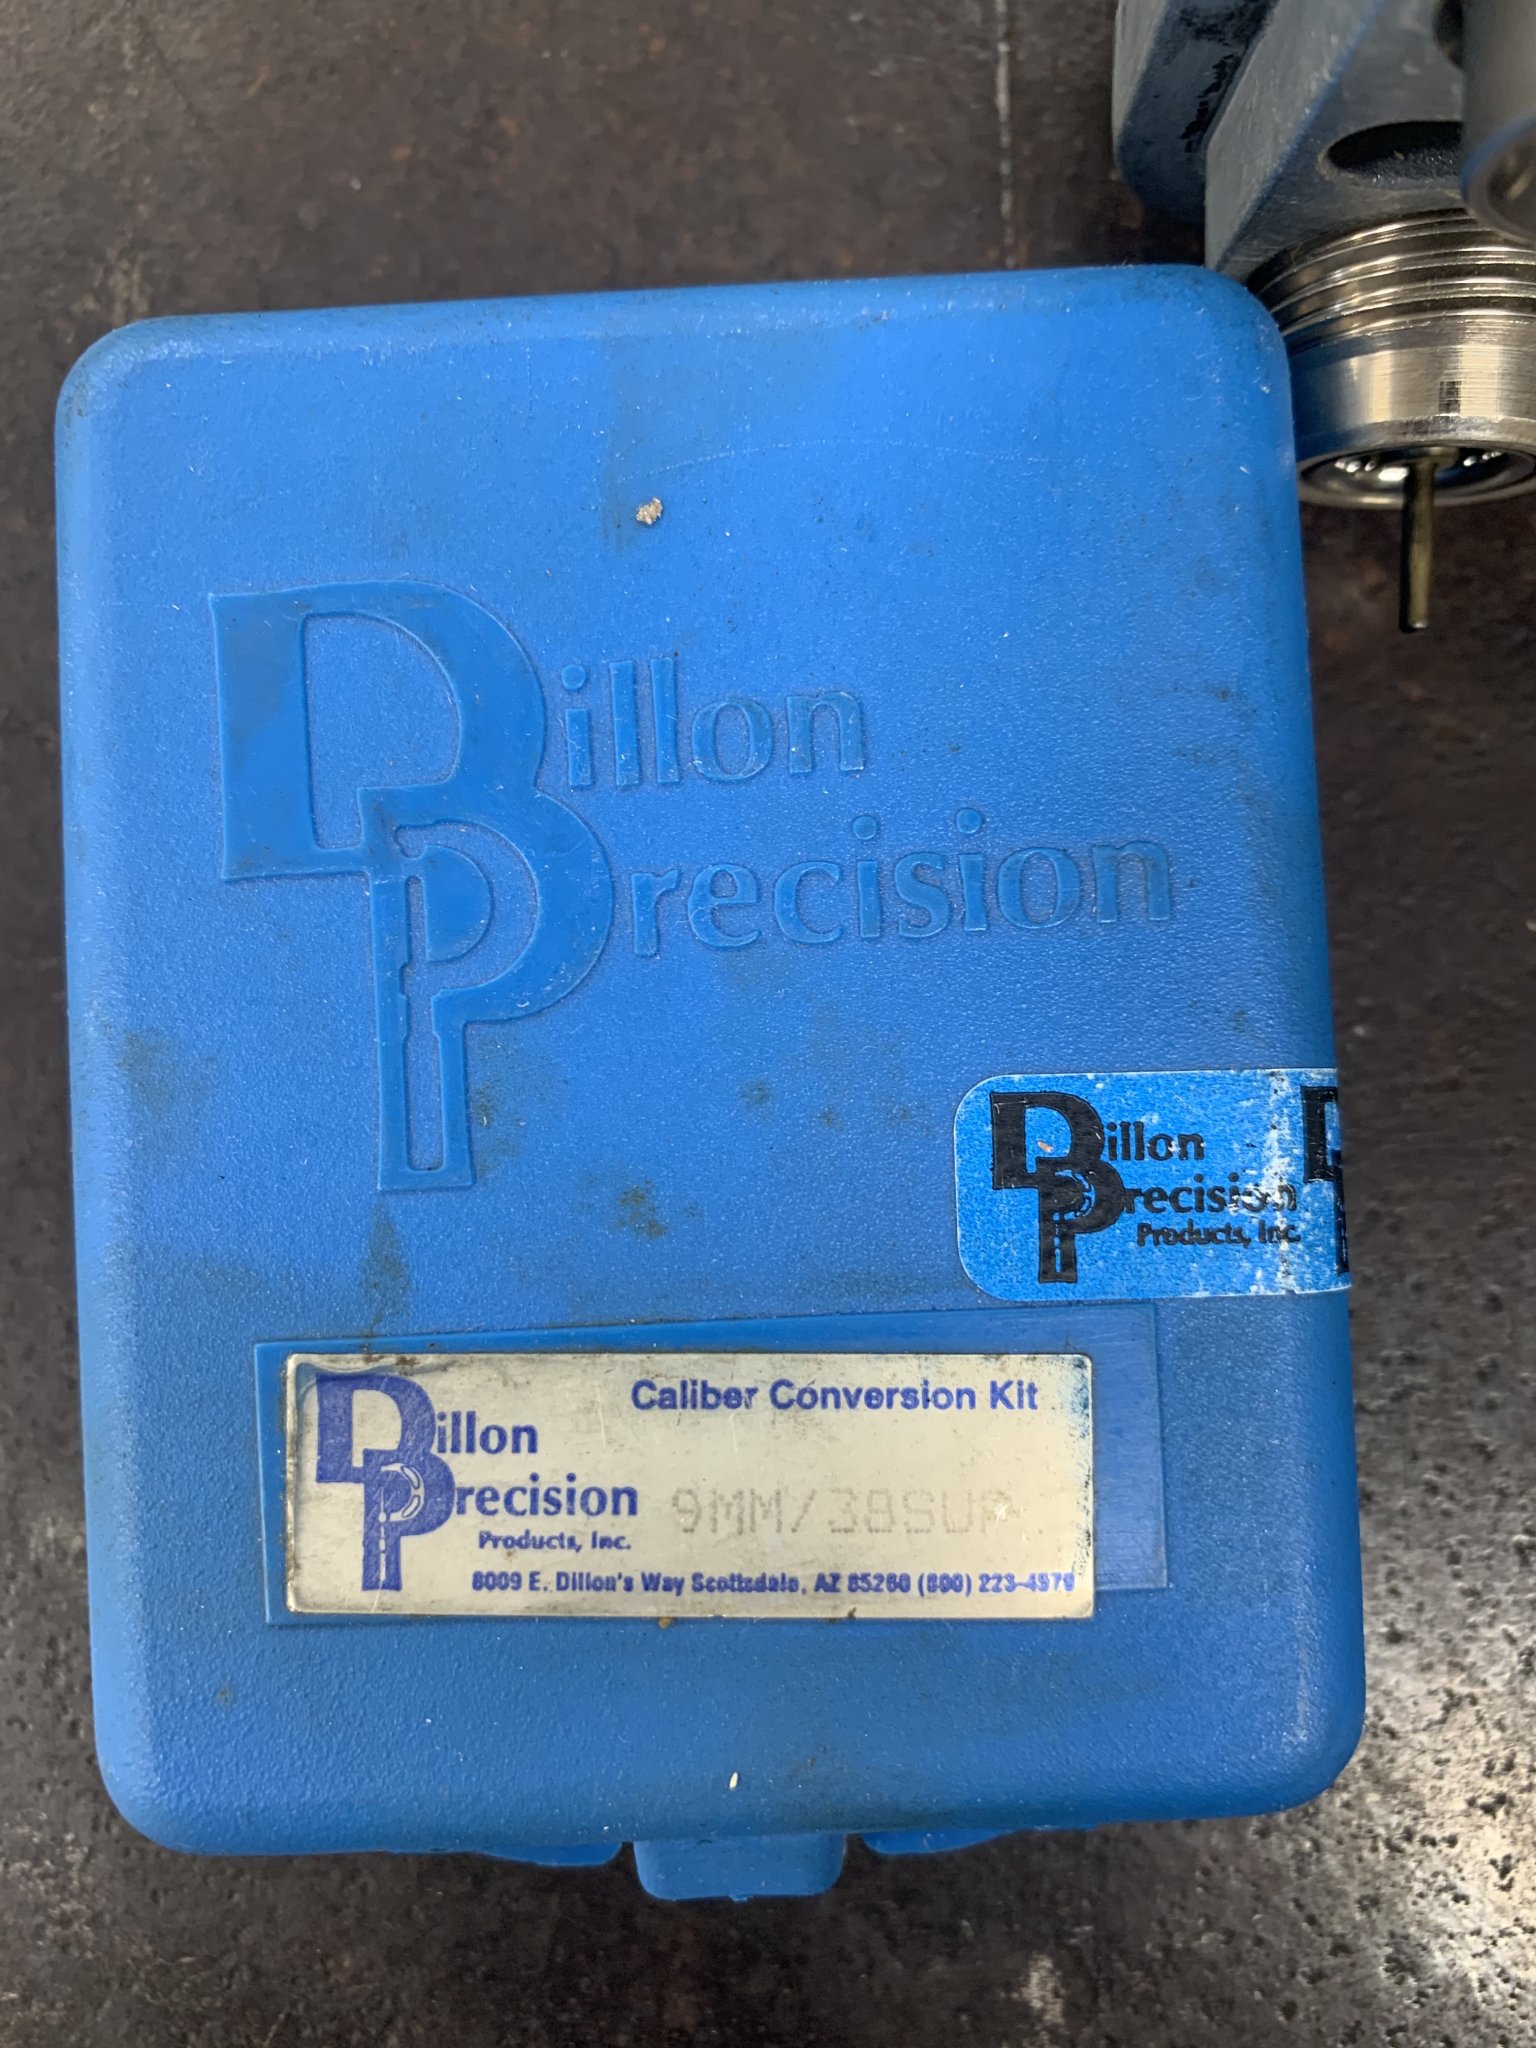 Dillon
Precision
Dillon
Precision
Products, Inc.
Caliber Conversion Kit
Dillon
Precision
9MM/38SUP
Products, Inc.
8009 E. Dillon's Way Scottsdale, AZ 85260 (800) 223-4570